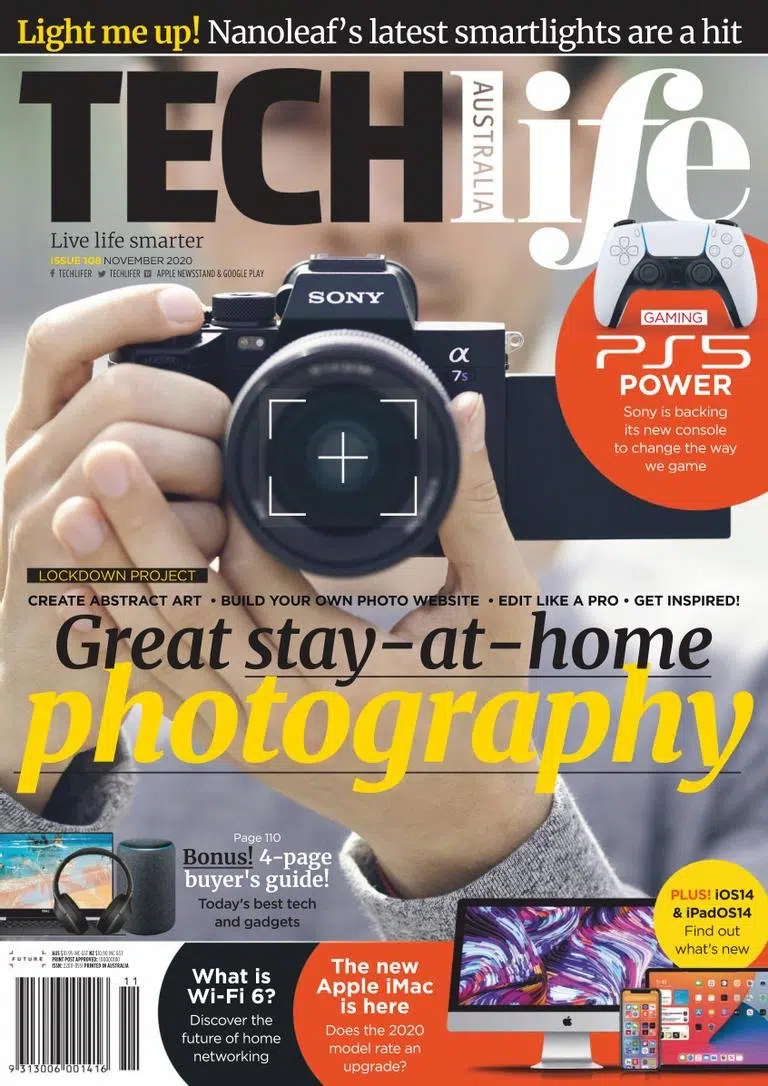 Light me up! Nanoleaf's latest smartlights are a hit
TECHlife
AUSTRALIA
Live life smarter
ISSUE 108 NOVEMBER 2020
TECHLIFER TECHLIFER APPLE NEWSSTAND & GOOGLE PLAY
SONY
α
7s
GAMING
PS5
POWER
Sony is backing
its new console
to change the way
we game
LOCKDOWN PROJECT
CREATE ABSTRACT ART • BUILD YOUR OWN PHOTO WEBSITE • EDIT LIKE A PRO • GET INSPIRED!
Great stay-at-home
photography
Page 110
Bonus! 4-page
buyer's guide!
Today's best tech
and gadgets
PLUS! iOS14
& iPadOS14
Find out
what's new
FUTURE
PRINTED IN AUSTRALIA
What is
Wi-Fi 6?
Discover the
future of home
networking
The new
Apple iMac
is here
Does the 2020
model rate an
upgrade?
11
9 313006 001416